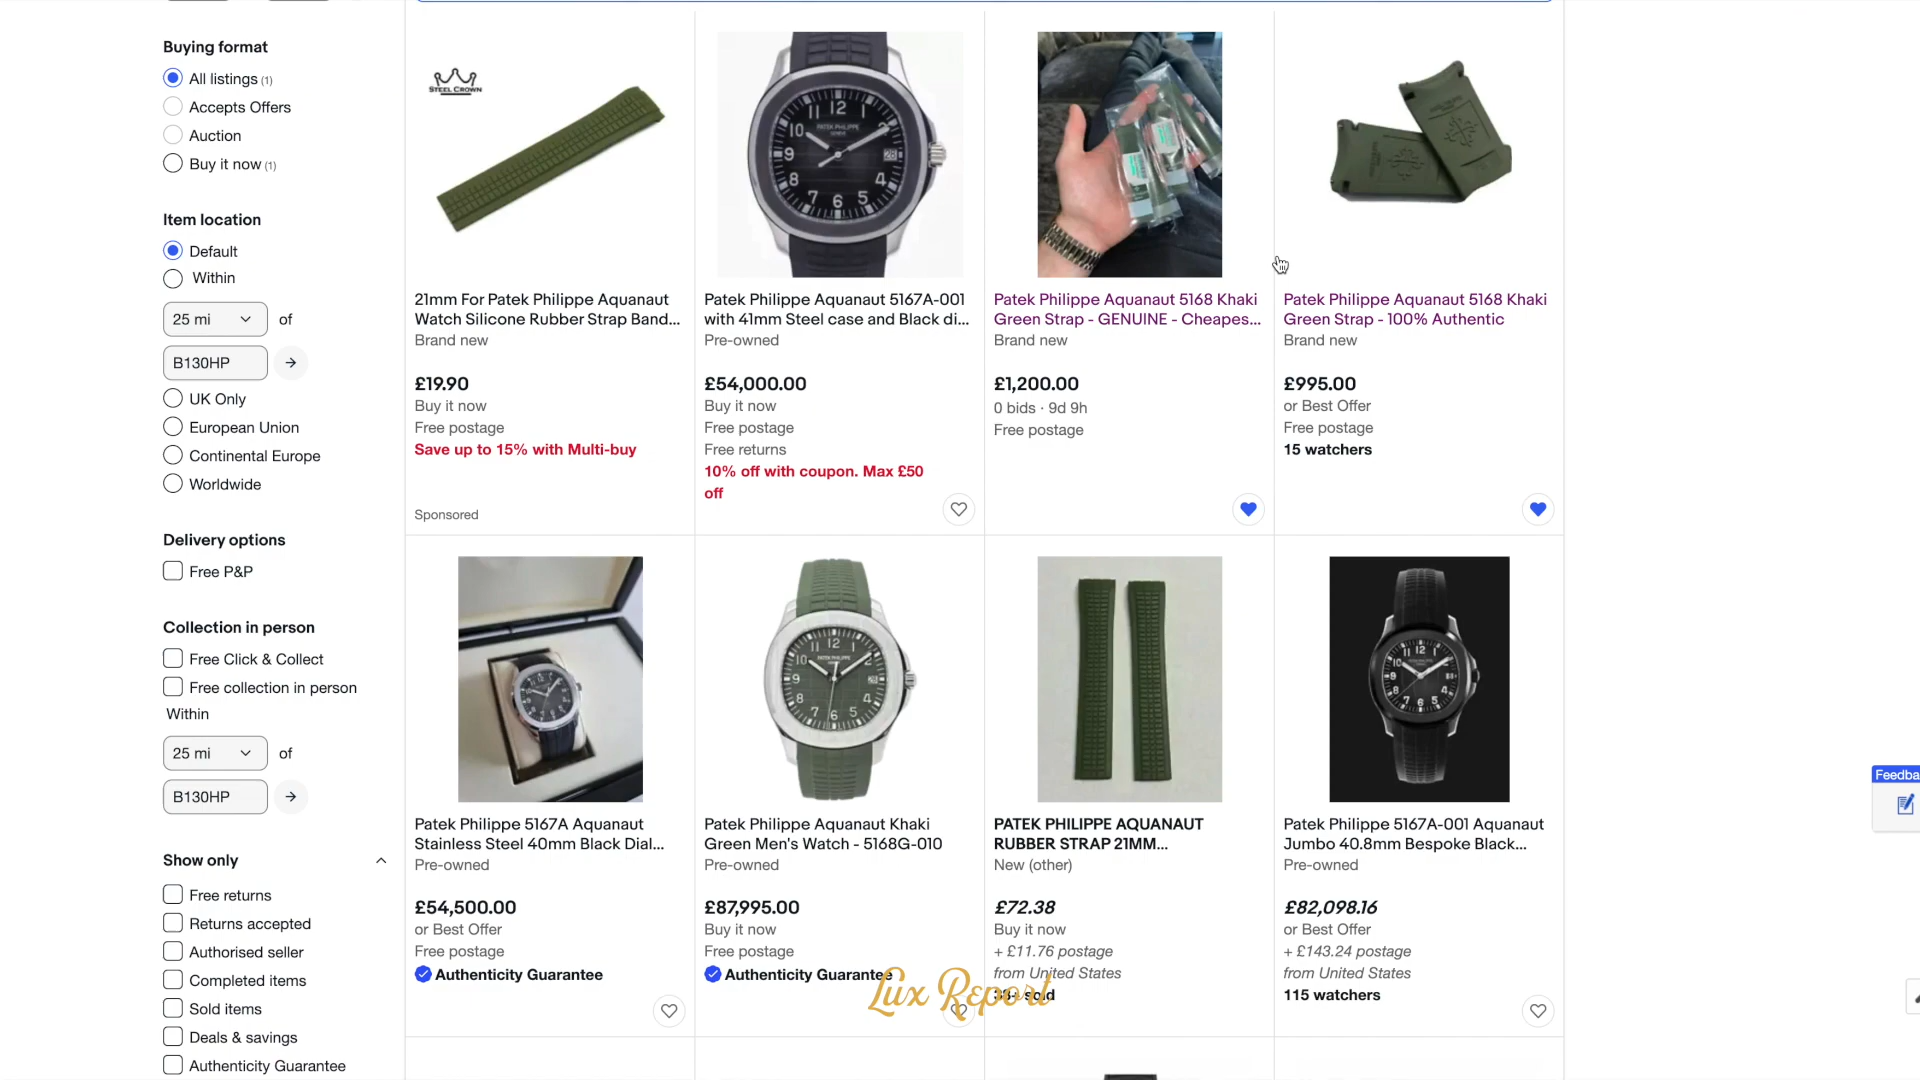 Buying format
All listings (1)
Accepts Offers
Auction
Buy it now (1)
Item location
Default
Within
25 mi
of
B130HP
UK Only
European Union
Continental Europe
Worldwide
Delivery options
Free P&P
Collection in person
Free Click & Collect
Free collection in person
Within
25 mi
of
B130HP
Show only
Free returns
Returns accepted
Authorised seller
Completed items
Sold items
Deals & savings
Authenticity Guarantee
STEEL CROWN
21mm For Patek Philippe Aquanaut
Watch Silicone Rubber Strap Band...
Brand new
£19.90
Buy it now
Free postage
Save up to 15% with Multi-buy
Sponsored
12
10
9
8
7
6
5
4
2
PATEK PHILIPPE
GENEVE
Patek Philippe Aquanaut 5167A-001
with 41mm Steel case and Black di...
Pre-owned
£54,000.00
Buy it now
Free postage
Free returns
10% off with coupon. Max £50
off
Patek Philippe Aquanaut 5168 Khaki
Green Strap - GENUINE - Cheapes...
Brand new
£1,200.00
0 bids · 9d 9h
Free postage
Patek Philippe Aquanaut 5168 Khaki
Green Strap - 100% Authentic
Brand new
£995.00
or Best Offer
Free postage
15 watchers
Patek Philippe 5167A Aquanaut
Stainless Steel 40mm Black Dial...
Pre-owned
£54,500.00
or Best Offer
Free postage
Authenticity Guarantee
Patek Philippe Aquanaut Khaki
Green Men's Watch - 5168G-010
Pre-owned
£87,995.00
Buy it now
Free postage
Authenticity Guarantee
PATEK PHILIPPE AQUANAUT
RUBBER STRAP 21MM...
New (other)
£72.38
Buy it now
+ £11.76 postage
from United States
sold
Patek Philippe 5167A-001 Aquanaut
Jumbo 40.8mm Bespoke Black...
Pre-owned
£82,098.16
or Best Offer
+ £143.24 postage
from United States
115 watchers
Lux Report
Feedba